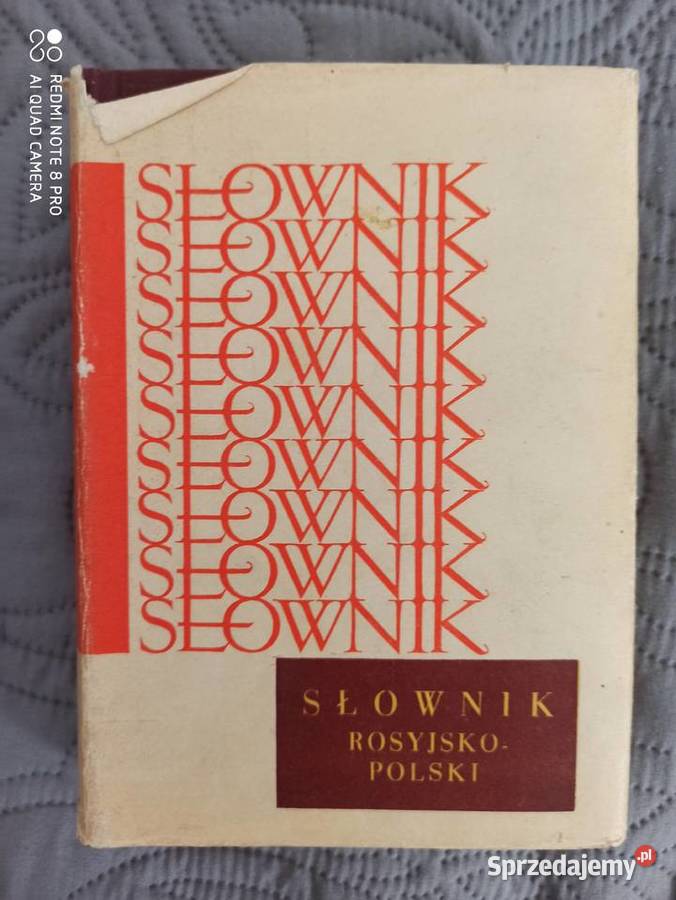 REDMI NOTE 8 PRO
AI QUAD CAMERA
SŁOWNIK
SŁOWNIK
SŁOWNIK
SŁOWNIK
SŁOWNIK
SŁOWNIK
SŁOWNIK
SŁOWNIK
SŁOWNIK
SŁOWNIK
ROSYJSKO-
POLSKI
Sprzedajemy.pl